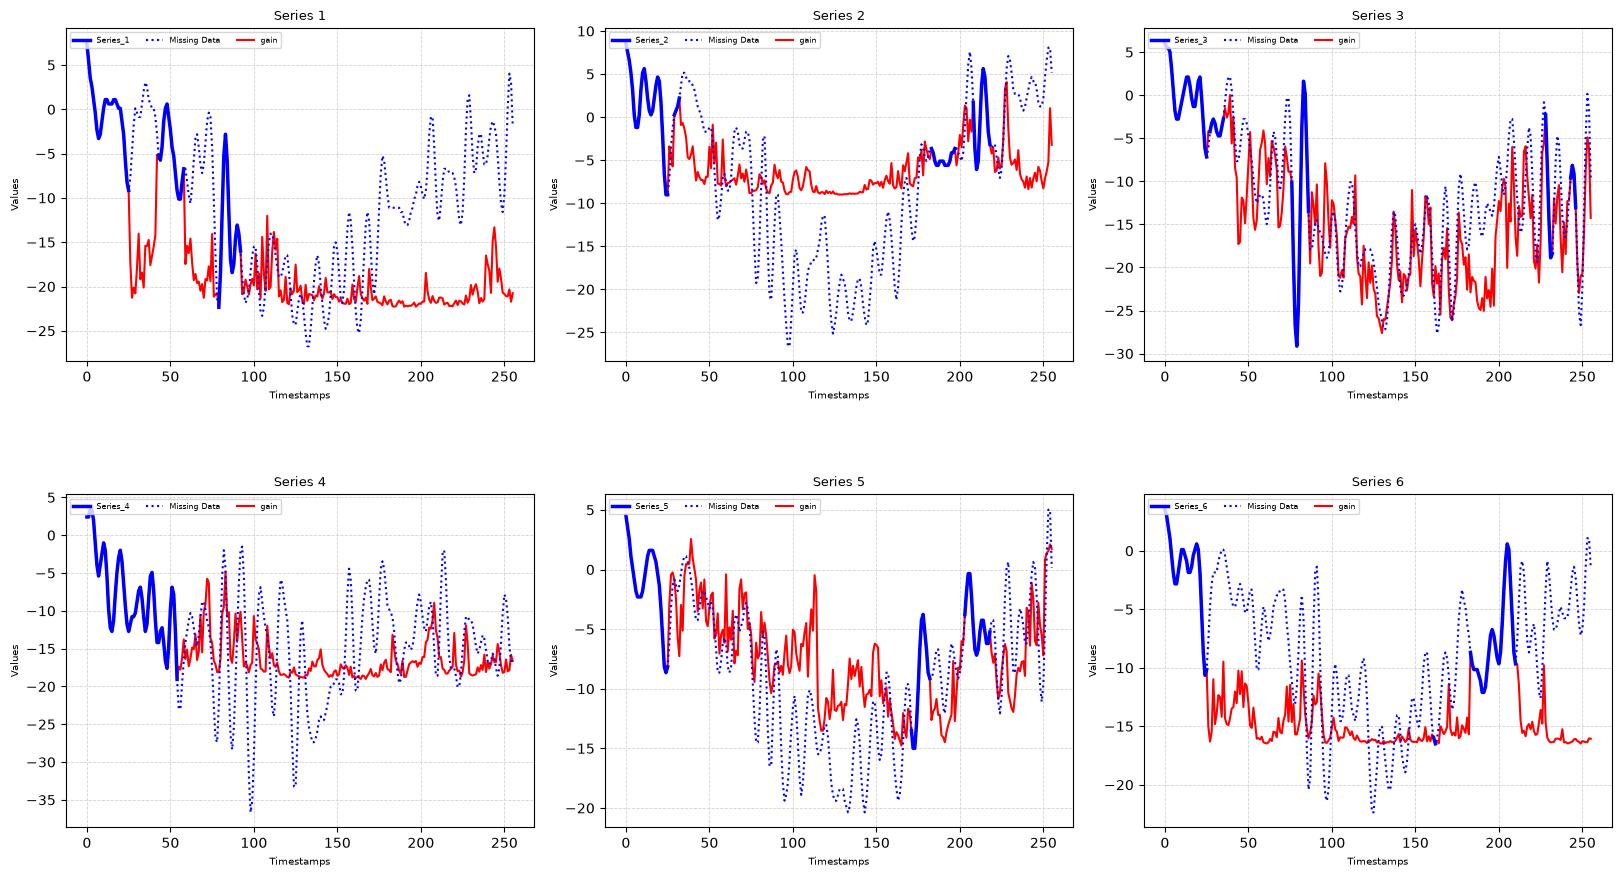 Series 1
Series_1 Missing Data gain
5
0
−5
−10
−15
−20
−25
Values
0 50 100 150 200 250
Timestamps
Series 2
Series_2 Missing Data gain
10
5
0
−5
−10
−15
−20
−25
Values
0 50 100 150 200 250
Timestamps
Series 3
Series_3 Missing Data gain
5
0
−5
−10
−15
−20
−25
−30
Values
0 50 100 150 200 250
Timestamps
Series 4
Series_4 Missing Data gain
5
0
−5
−10
−15
−20
−25
−30
−35
Values
0 50 100 150 200 250
Timestamps
Series 5
Series_5 Missing Data gain
5
0
−5
−10
−15
−20
Values
0 50 100 150 200 250
Timestamps
Series 6
Series_6 Missing Data gain
0
−5
−10
−15
−20
Values
0 50 100 150 200 250
Timestamps